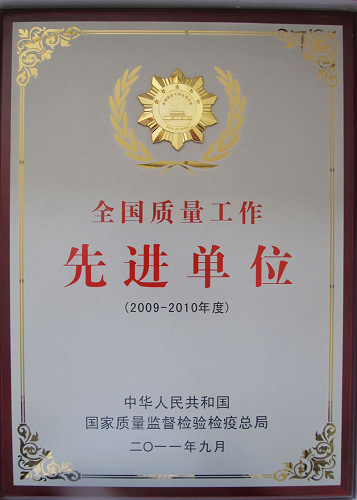 全国质量工作
先进单位
(2009-2010年度)
中华人民共和国
国家质量监督检验检疫总局
二〇一一年九月